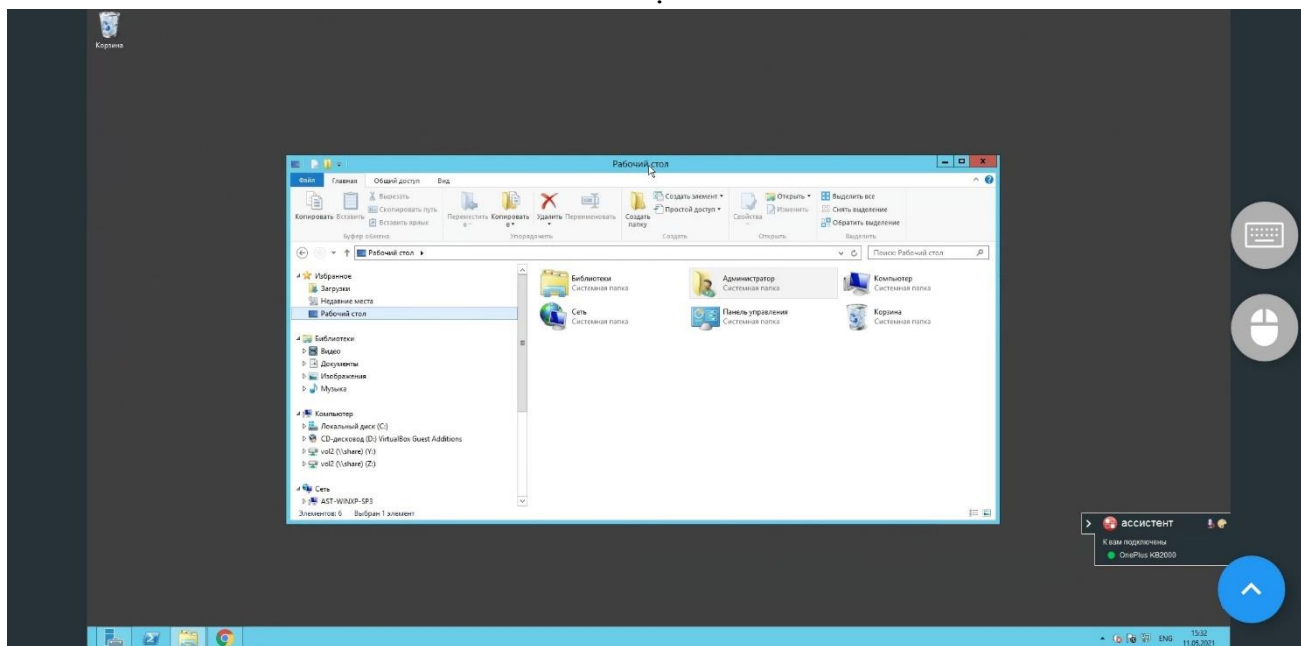 Корзина
Рабочий стол
Файл Главная Общий доступ Вид
Копировать Вставить
Вырезать
Скопировать путь
Вставить ярлык
Переместить в Копировать в Удалить Переименовать
Создать папку
Создать элемент
Простой доступ
Свойства
Открыть
Изменить
Выделить все
Снять выделение
Обратить выделение
Буфер обмена Упорядочить Создать Открыть Выделить
Рабочий стол
Поиск: Рабочий стол
Избранное
Загрузки
Недавние места
Рабочий стол
Библиотеки
Видео
Документы
Изображения
Музыка
Компьютер
Локальный диск (C:)
CD-дисковод (D:) VirtualBox Guest Additions
vol2 (\\share) (Y:)
vol2 (\\share) (Z:)
Сеть
AST-WINXP-SP3
Библиотеки
Системная папка
Администратор
Системная папка
Компьютер
Системная папка
Сеть
Системная папка
Панель управления
Системная папка
Корзина
Системная папка
Элементов: 6 Выбран 1 элемент
ассистент
К вам подключены
OnePlus KB2000
ENG
15:32
11.05.2021